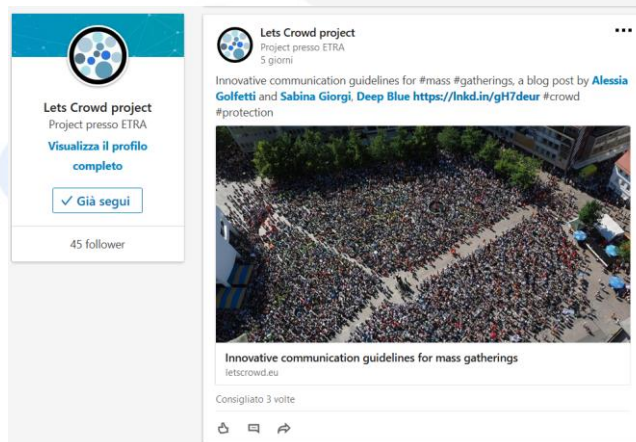 Lets Crowd project
Project presso ETRA
Visualizza il profilo
completo
✓ Già segui
45 follower
Lets Crowd project
Project presso ETRA
5 giorni
Innovative communication guidelines for #mass #gatherings, a blog post by Alessia
Golfetti and Sabina Giorgi, Deep Blue https://lnkd.in/gH7deur #crowd
#protection
Innovative communication guidelines for mass gatherings
letscrowd.eu
Consigliato 3 volte